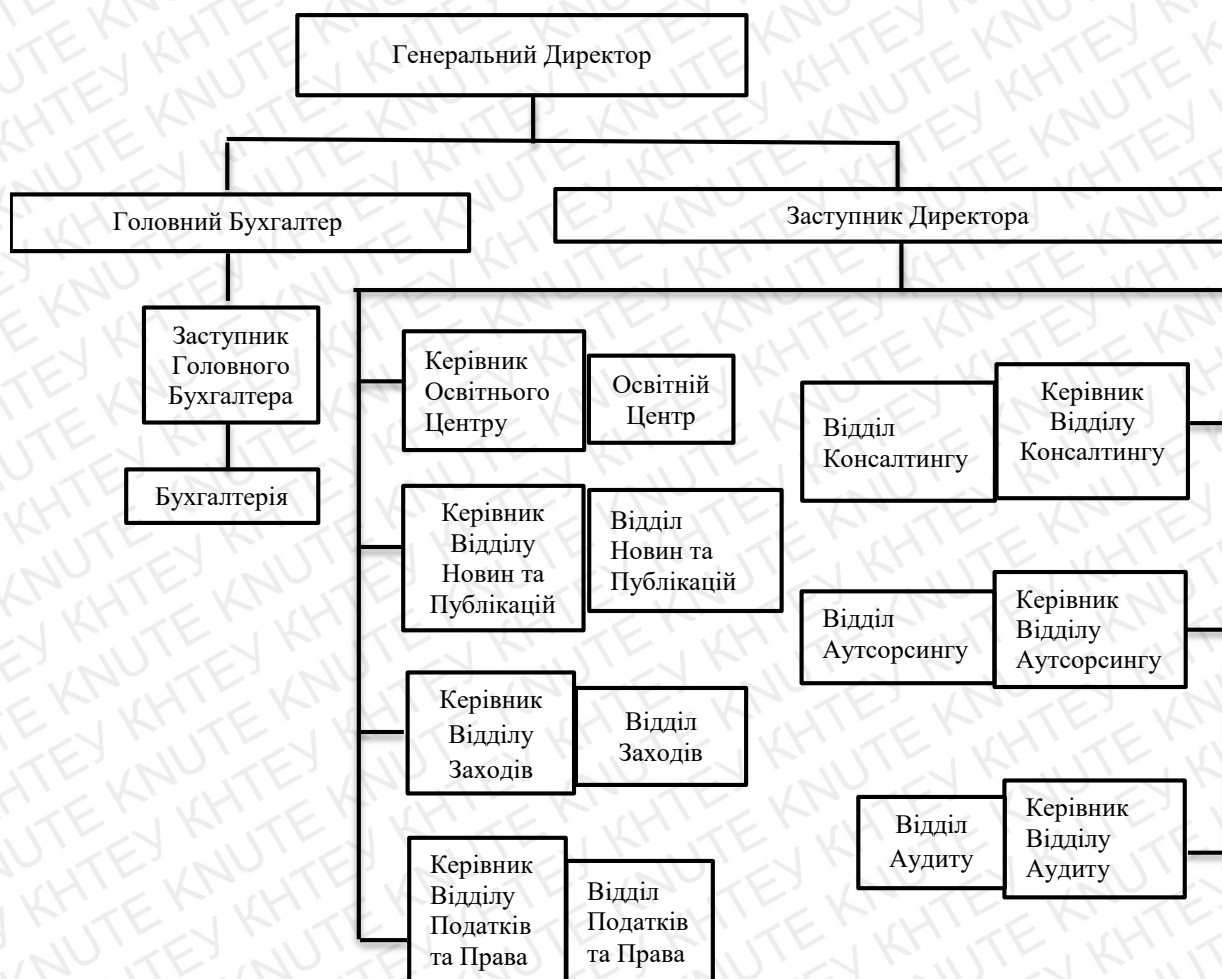 Генеральний Директор
Головний Бухгалтер
Заступник Директора
Заступник
Головного
Бухгалтера
Бухгалтерія
Керівник
Освітнього
Центру
Освітній
Центр
Керівник
Відділу
Новин та
Публікацій
Відділ
Новин та
Публікацій
Керівник
Відділу
Заходів
Відділ
Заходів
Керівник
Відділу
Податків
та Права
Відділ
Податків
та Права
Відділ
Консалтингу
Керівник
Відділу
Консалтингу
Відділ
Аутсорсингу
Керівник
Відділу
Аутсорсингу
Відділ
Аудиту
Керівник
Відділу
Аудиту
KNUTE КНТЕУ